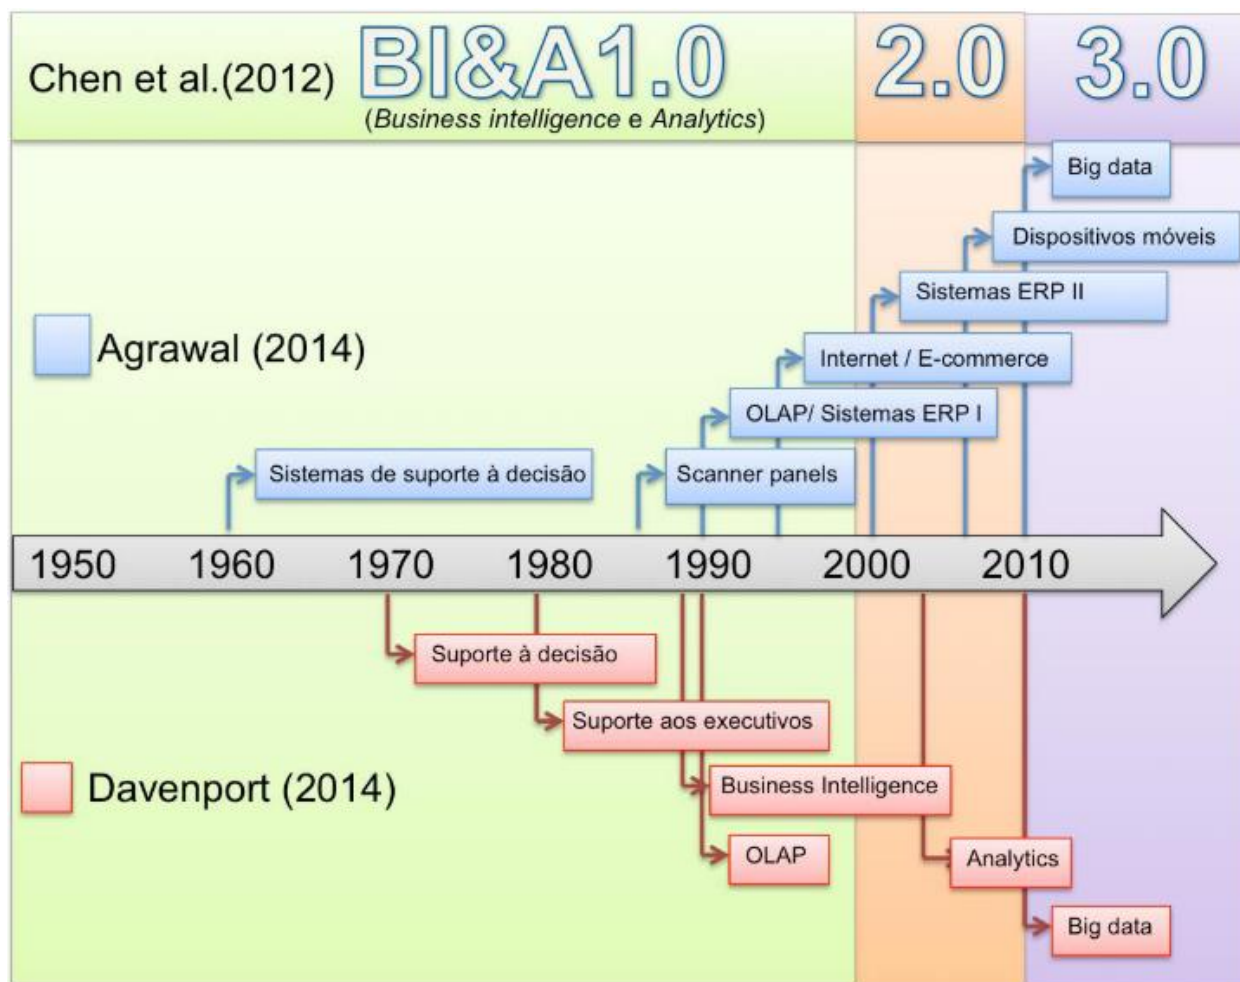 Chen et al.(2012) BI&A1.0 2.0 3.0
(Business intelligence e Analytics)
Big data
Dispositivos móveis
Sistemas ERP II
Agrawal (2014)
Internet / E-commerce
OLAP/ Sistemas ERP I
Sistemas de suporte à decisão
Scanner panels
1950 1960 1970 1980 1990 2000 2010
Suporte à decisão
Suporte aos executivos
Davenport (2014)
Business Intelligence
OLAP
Analytics
Big data